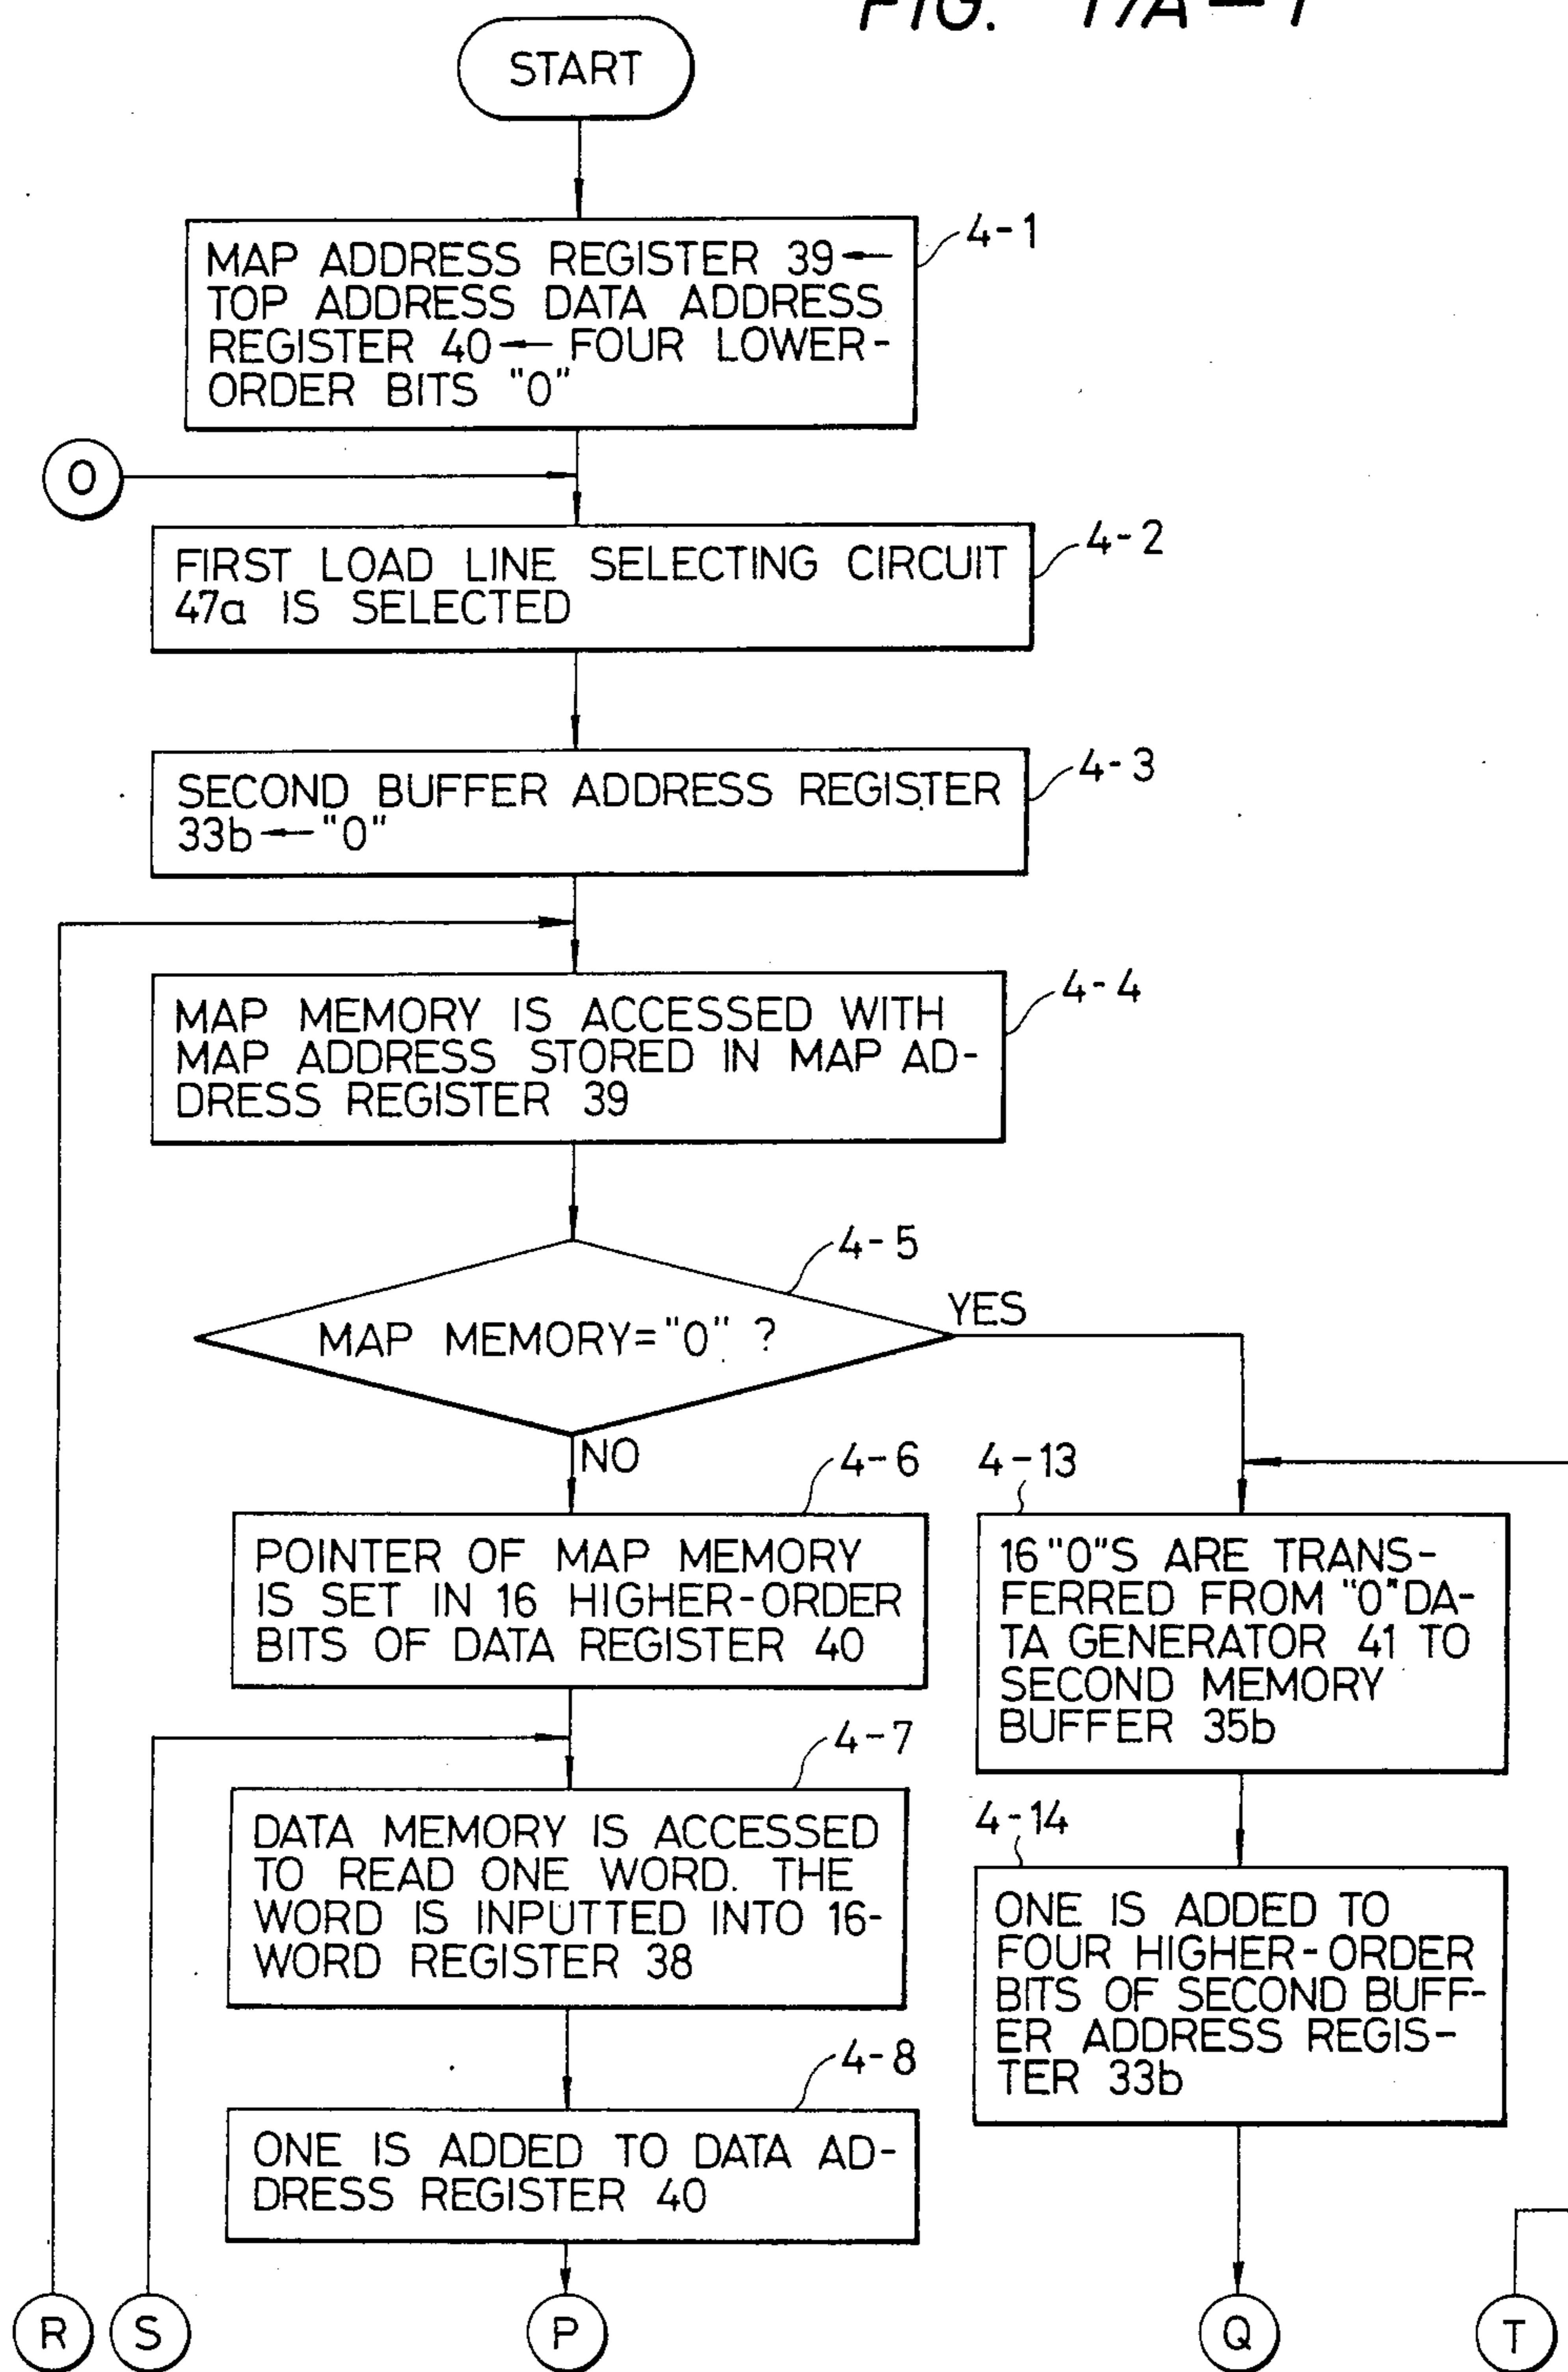 FIG. 17A-1
START
4-1
MAP ADDRESS REGISTER 39←
TOP ADDRESS DATA ADDRESS
REGISTER 40← FOUR LOWER-
ORDER BITS "0"
O
4-2
FIRST LOAD LINE SELECTING CIRCUIT
47a IS SELECTED
4-3
SECOND BUFFER ADDRESS REGISTER
33b←"0"
4-4
MAP MEMORY IS ACCESSED WITH
MAP ADDRESS STORED IN MAP AD-
DRESS REGISTER 39
4-5
MAP MEMORY="0" ?
YES
NO
4-6
POINTER OF MAP MEMORY
IS SET IN 16 HIGHER-ORDER
BITS OF DATA REGISTER 40
4-13
16 "0"S ARE TRANS-
FERRED FROM "0" DA-
TA GENERATOR 41 TO
SECOND MEMORY
BUFFER 35b
4-7
DATA MEMORY IS ACCESSED
TO READ ONE WORD. THE
WORD IS INPUTTED INTO 16-
WORD REGISTER 38
4-14
ONE IS ADDED TO
FOUR HIGHER-ORDER
BITS OF SECOND BUFF-
ER ADDRESS REGIS-
TER 33b
4-8
ONE IS ADDED TO DATA AD-
DRESS REGISTER 40
R
S
P
Q
T